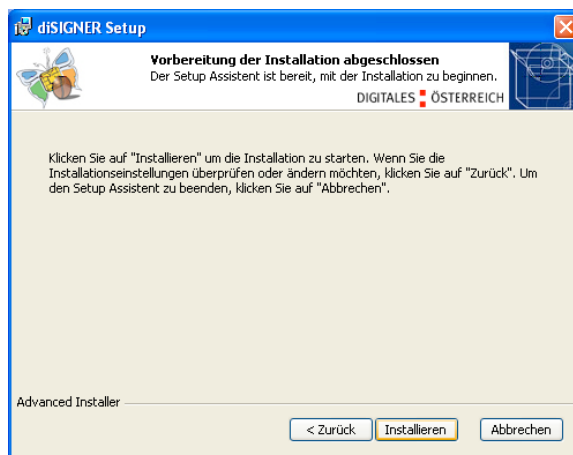 diSIGNER Setup
Vorbereitung der Installation abgeschlossen
Der Setup Assistent ist bereit, mit der Installation zu beginnen.
DIGITALES ÖSTERREICH
Klicken Sie auf "Installieren" um die Installation zu starten. Wenn Sie die
Installationseinstellungen überprüfen oder ändern möchten, klicken Sie auf "Zurück". Um
den Setup Assistent zu beenden, klicken Sie auf "Abbrechen".
Advanced Installer
< Zurück Installieren Abbrechen